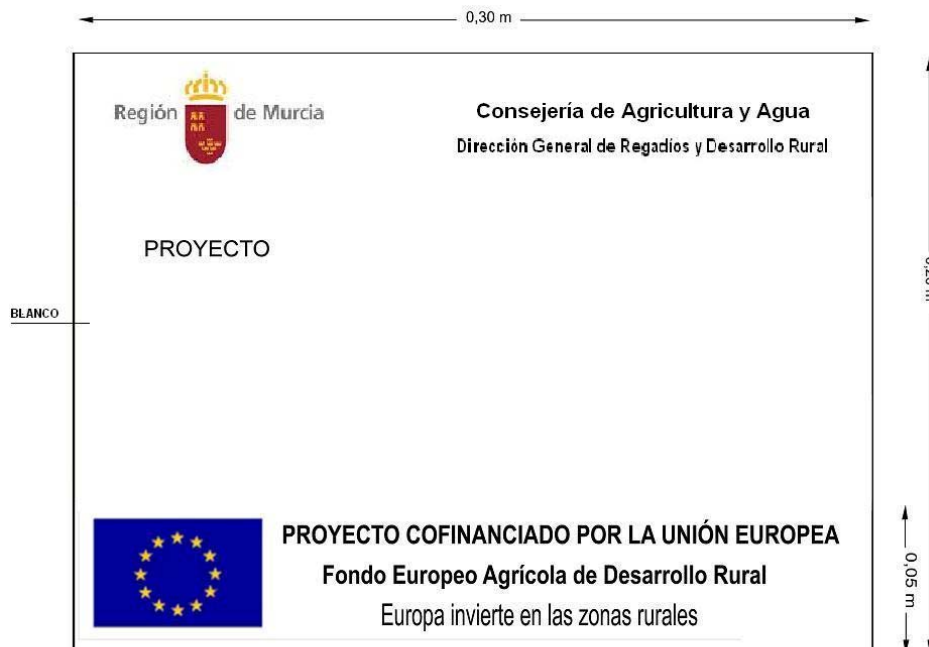 0,30 m
Región de Murcia
Consejería de Agricultura y Agua
Dirección General de Regadíos y Desarrollo Rural
PROYECTO
BLANCO
PROYECTO COFINANCIADO POR LA UNIÓN EUROPEA
Fondo Europeo Agrícola de Desarrollo Rural
Europa invierte en las zonas rurales
0,05 m